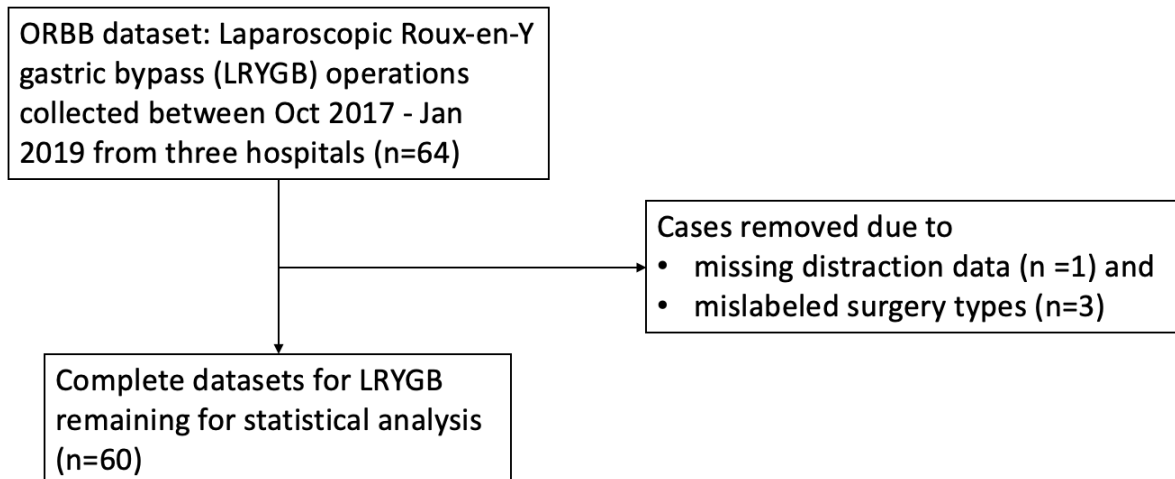 ORBB dataset: Laparoscopic Roux-en-Y
gastric bypass (LRYGB) operations
collected between Oct 2017 - Jan
2019 from three hospitals (n=64)
Cases removed due to
• missing distraction data (n =1) and
• mislabeled surgery types (n=3)
Complete datasets for LRYGB
remaining for statistical analysis
(n=60)